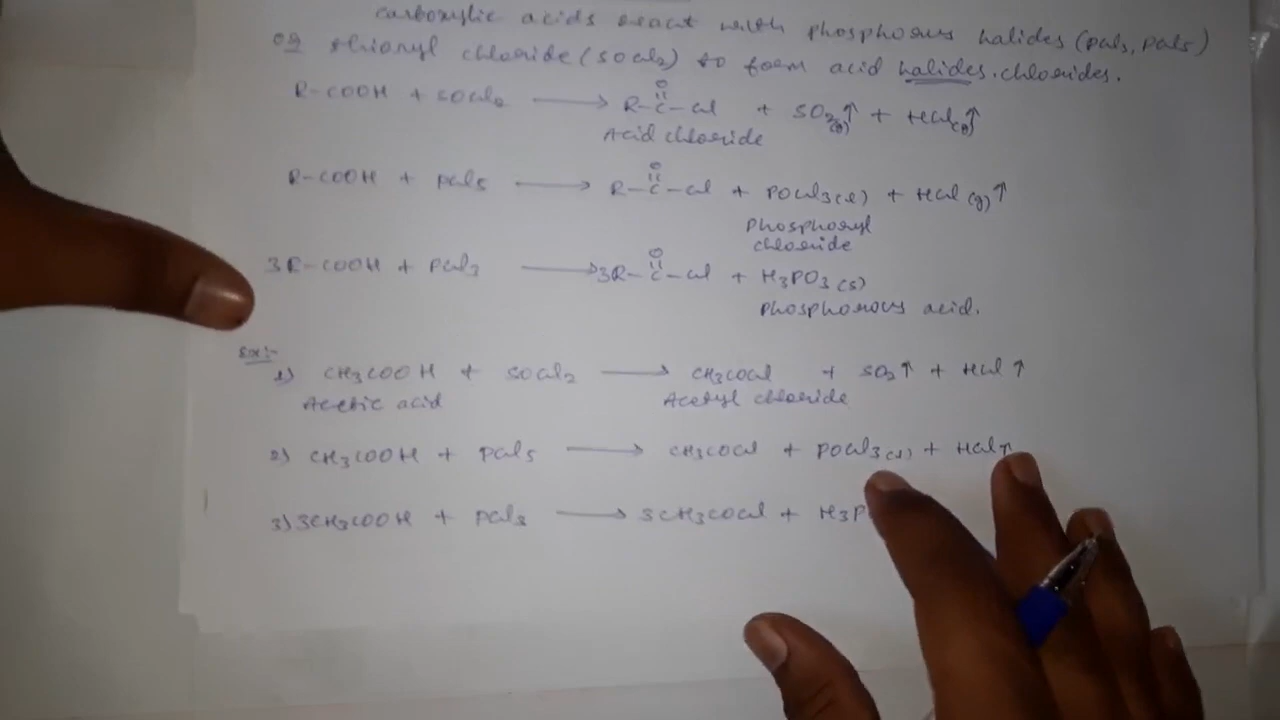 carboxylic acids react with phosphorus halides (PCl3, PCl5)
or thionyl chloride (SOCl2) to form acid halides. chlorides.
R-COOH + SOCl2 → R-C-Cl + SO2(g)↑ + HCl(g)↑
O
Acid chloride
R-COOH + PCl5 → R-C-Cl + POCl3(l) + HCl(g)↑
O
Phosphoryl
chloride
3R-COOH + PCl3 → 3R-C-Cl + H3PO3(s)
O
Phosphorous acid.
Ex:-
1) CH3COOH + SOCl2 → CH3COCl + SO2↑ + HCl↑
Acetic acid Acetyl chloride
2) CH3COOH + PCl5 → CH3COCl + POCl3(l) + HCl↑
3) 3CH3COOH + PCl3 → 3CH3COCl + H3P